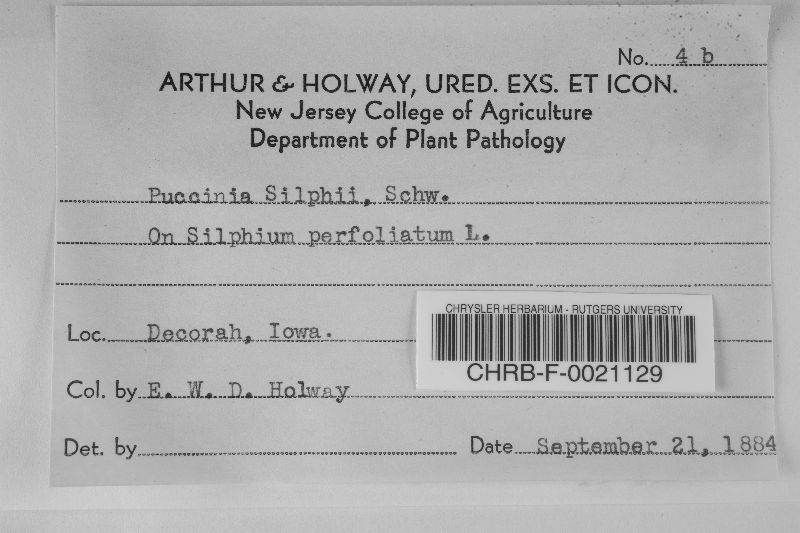 No. 4 b
ARTHUR & HOLWAY, URED. EXS. ET ICON.
New Jersey College of Agriculture
Department of Plant Pathology
Puccinia Silphii, Schw.
On Silphium perfoliatum L.
Loc. Decorah, Iowa.
CHRYSLER HERBARIUM - RUTGERS UNIVERSITY
CHRB-F-0021129
Col. by E. W. D. Holway
Det. by
Date September 21, 1884